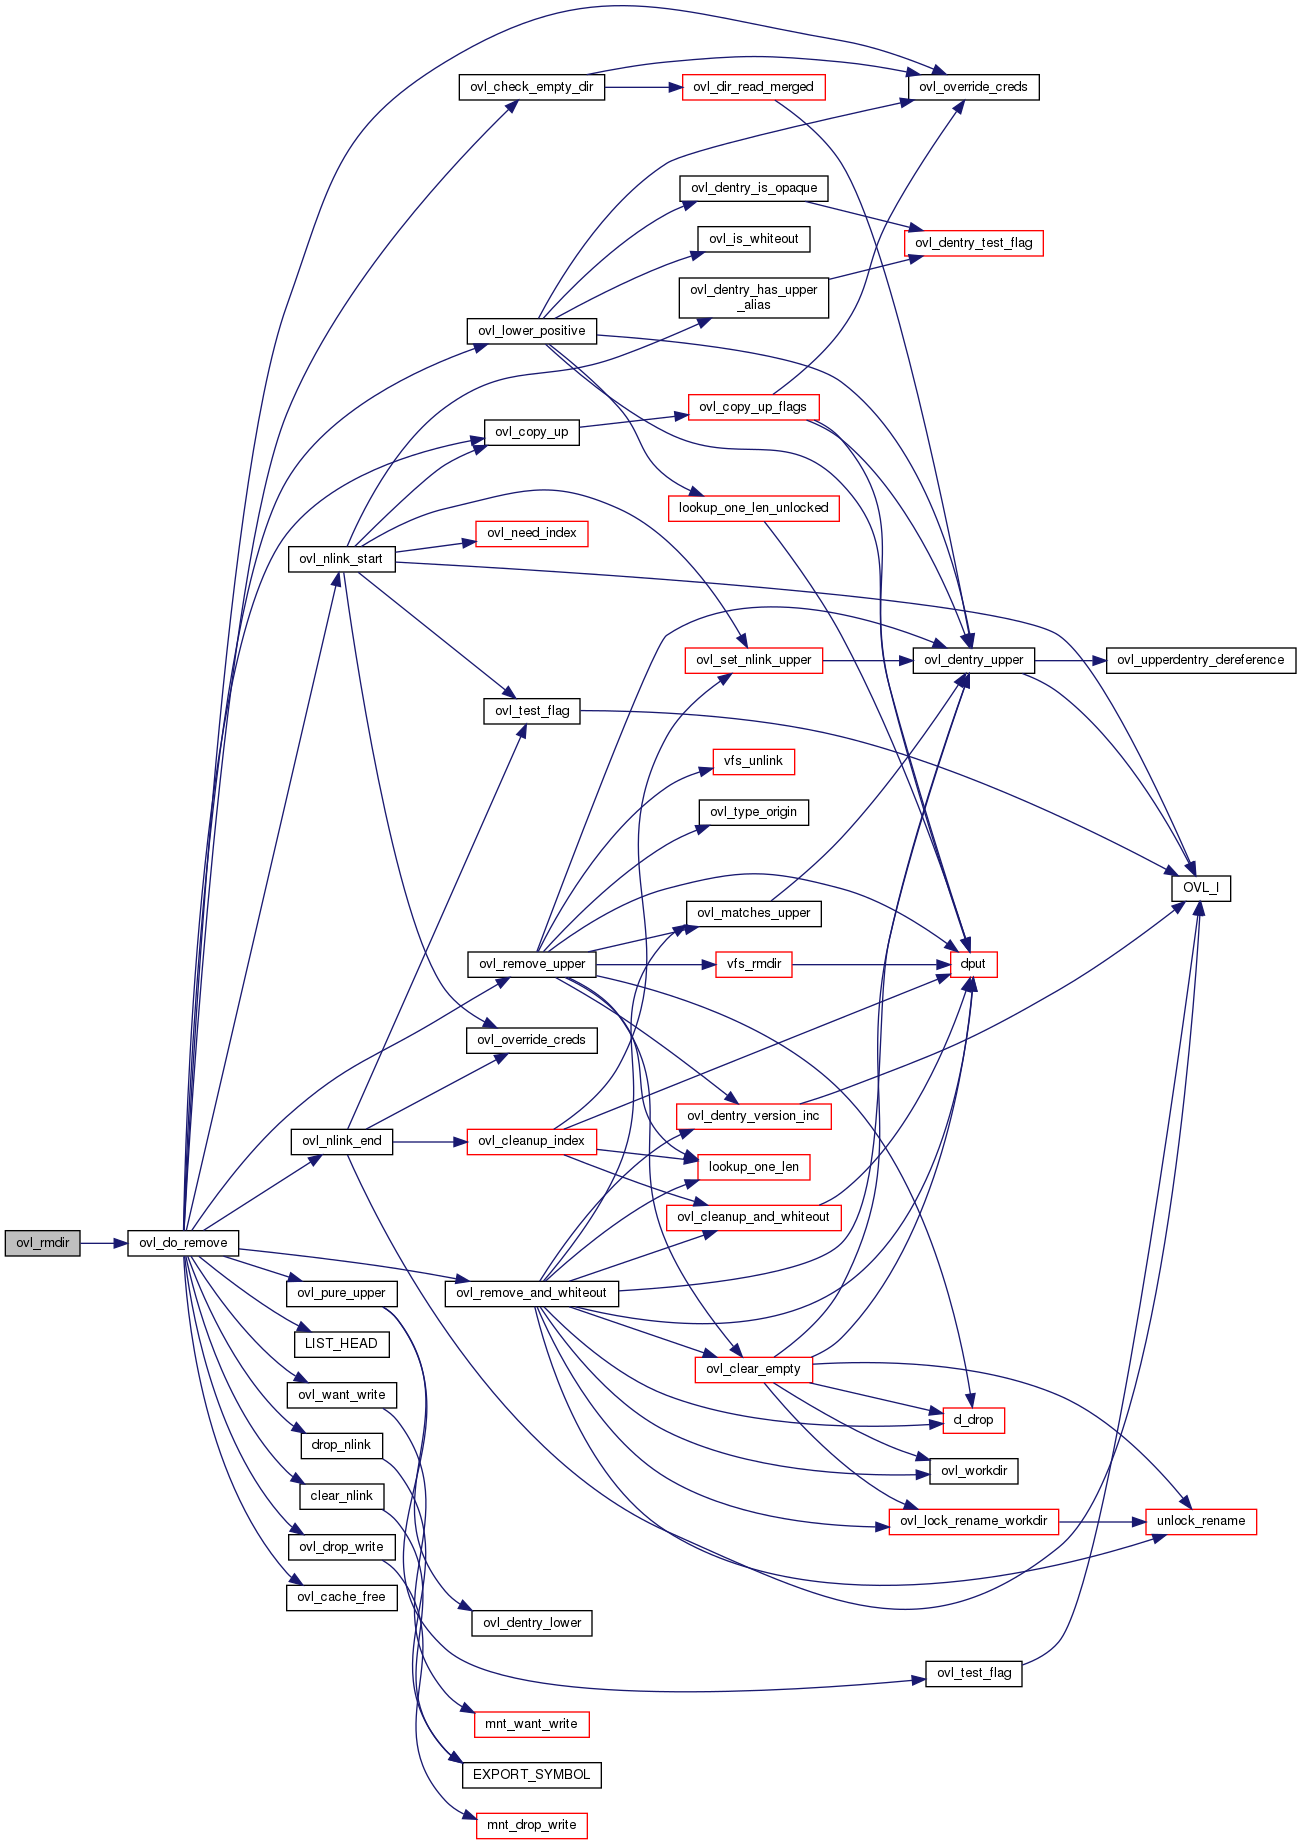 ovl_check_empty_dir
ovl_dir_read_merged
ovl_override_creds
ovl_dentry_is_opaque
ovl_is_whiteout
ovl_dentry_test_flag
ovl_dentry_has_upper
_alias
ovl_lower_positive
ovl_copy_up_flags
ovl_copy_up
lookup_one_len_unlocked
ovl_need_index
ovl_nlink_start
ovl_set_nlink_upper
ovl_dentry_upper
ovl_upperdentry_dereference
ovl_test_flag
vfs_unlink
ovl_type_origin
OVL_I
ovl_matches_upper
ovl_remove_upper
vfs_rmdir
dput
ovl_override_creds
ovl_dentry_version_inc
ovl_nlink_end
ovl_cleanup_index
lookup_one_len
ovl_cleanup_and_whiteout
ovl_rmdir
ovl_do_remove
ovl_pure_upper
ovl_remove_and_whiteout
LIST_HEAD
ovl_clear_empty
ovl_want_write
d_drop
drop_nlink
ovl_workdir
clear_nlink
ovl_lock_rename_workdir
unlock_rename
ovl_drop_write
ovl_cache_free
ovl_dentry_lower
ovl_test_flag
mnt_want_write
EXPORT_SYMBOL
mnt_drop_write